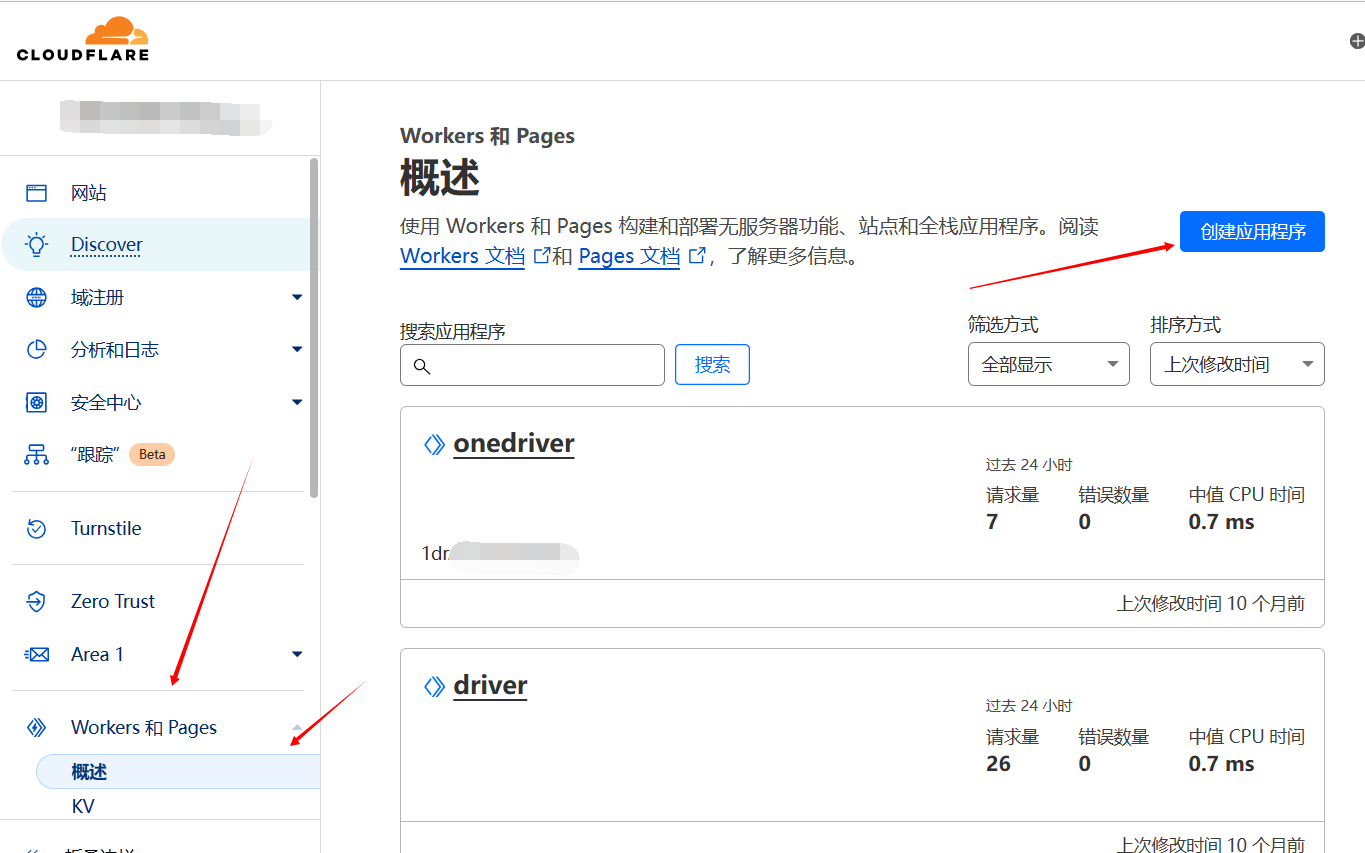 CLOUDFLARE
网站
Discover
域注册
分析和日志
安全中心
“跟踪” Beta
Turnstile
Zero Trust
Area 1
Workers 和 Pages
概述
KV
Workers 和 Pages
概述
使用 Workers 和 Pages 构建和部署无服务器功能、站点和全栈应用程序。阅读
Workers 文档 和 Pages 文档 ，了解更多信息。
创建应用程序
搜索应用程序
搜索
筛选方式
全部显示
排序方式
上次修改时间
onedriver
过去 24 小时
请求量 错误数量 中值 CPU 时间
7 0 0.7 ms
1dr
上次修改时间 10 个月前
driver
过去 24 小时
请求量 错误数量 中值 CPU 时间
26 0 0.7 ms
上次修改时间 10 个月前